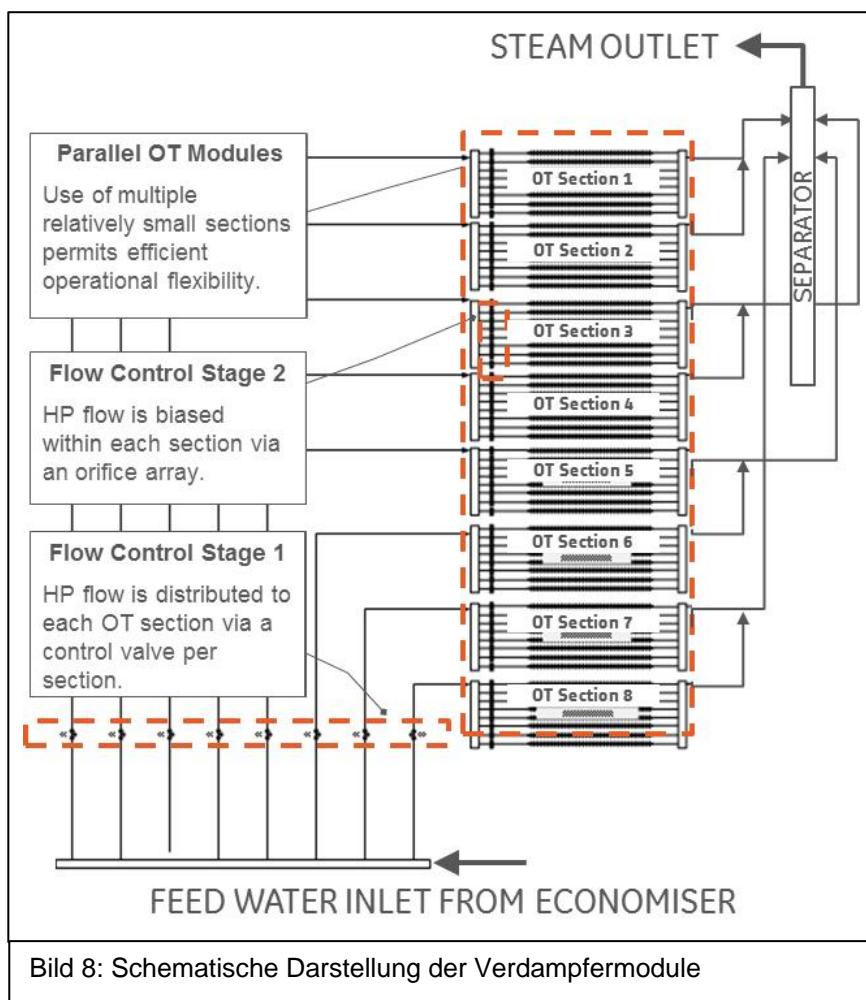 STEAM OUTLET
Parallel OT Modules
Use of multiple
relatively small sections
permits efficient
operational flexibility.
Flow Control Stage 2
HP flow is biased
within each section via
an orifice array.
Flow Control Stage 1
HP flow is distributed to
each OT section via a
control valve per
section.
OT Section 1
OT Section 2
OT Section 3
OT Section 4
OT Section 5
OT Section 6
OT Section 7
OT Section 8
SEPARATOR
FEED WATER INLET FROM ECONOMISER
Bild 8: Schematische Darstellung der Verdampfermodule